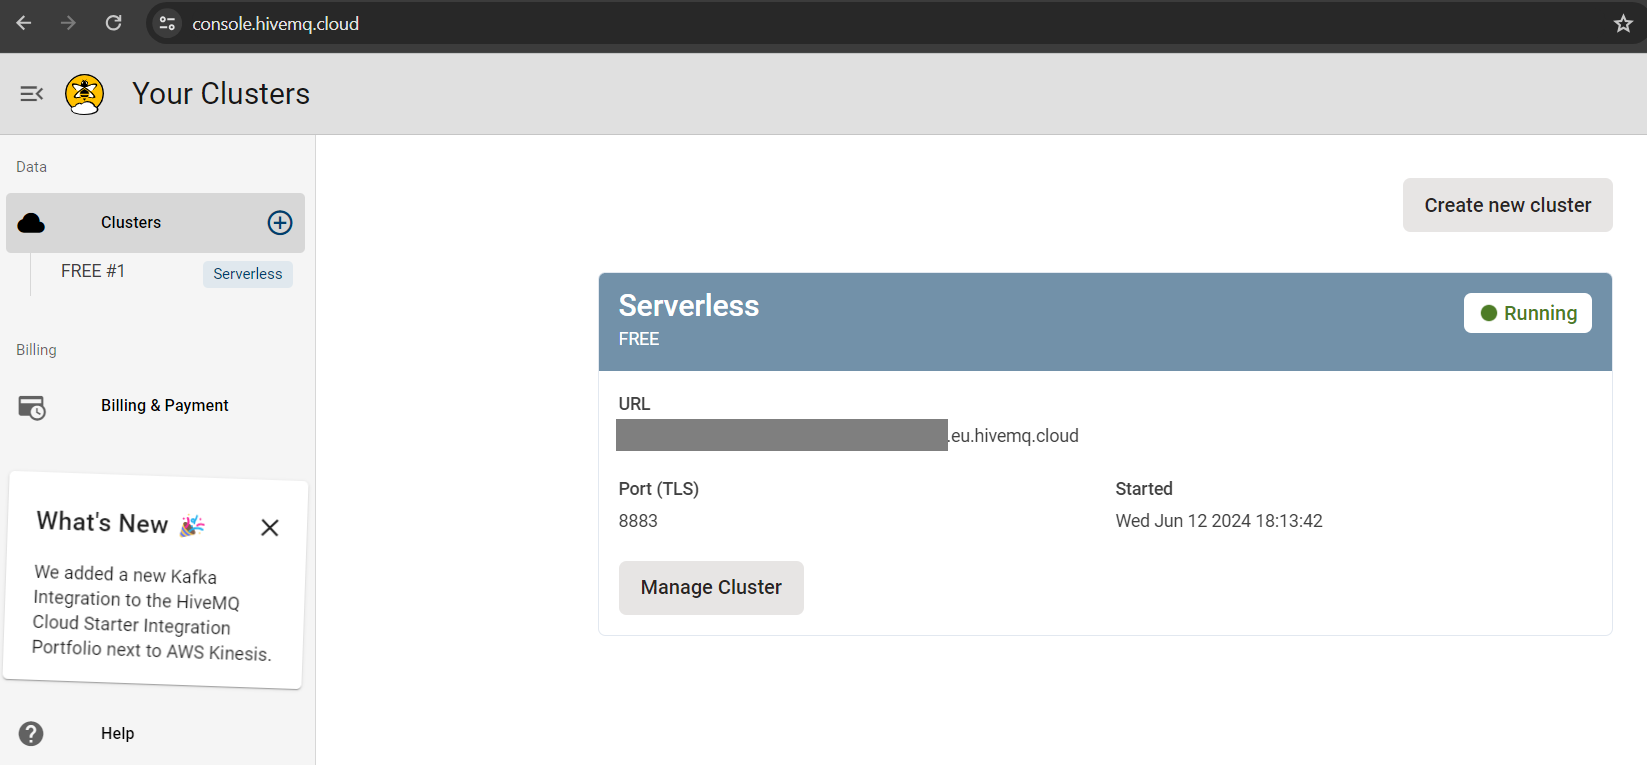 console.hivemq.cloud
Your Clusters
Data
Clusters
FREE #1
Serverless
Billing
Billing & Payment
What's New
We added a new Kafka
Integration to the HiveMQ
Cloud Starter Integration
Portfolio next to AWS Kinesis.
Help
Create new cluster
Serverless
FREE
Running
URL
.eu.hivemq.cloud
Port (TLS)
8883
Started
Wed Jun 12 2024 18:13:42
Manage Cluster